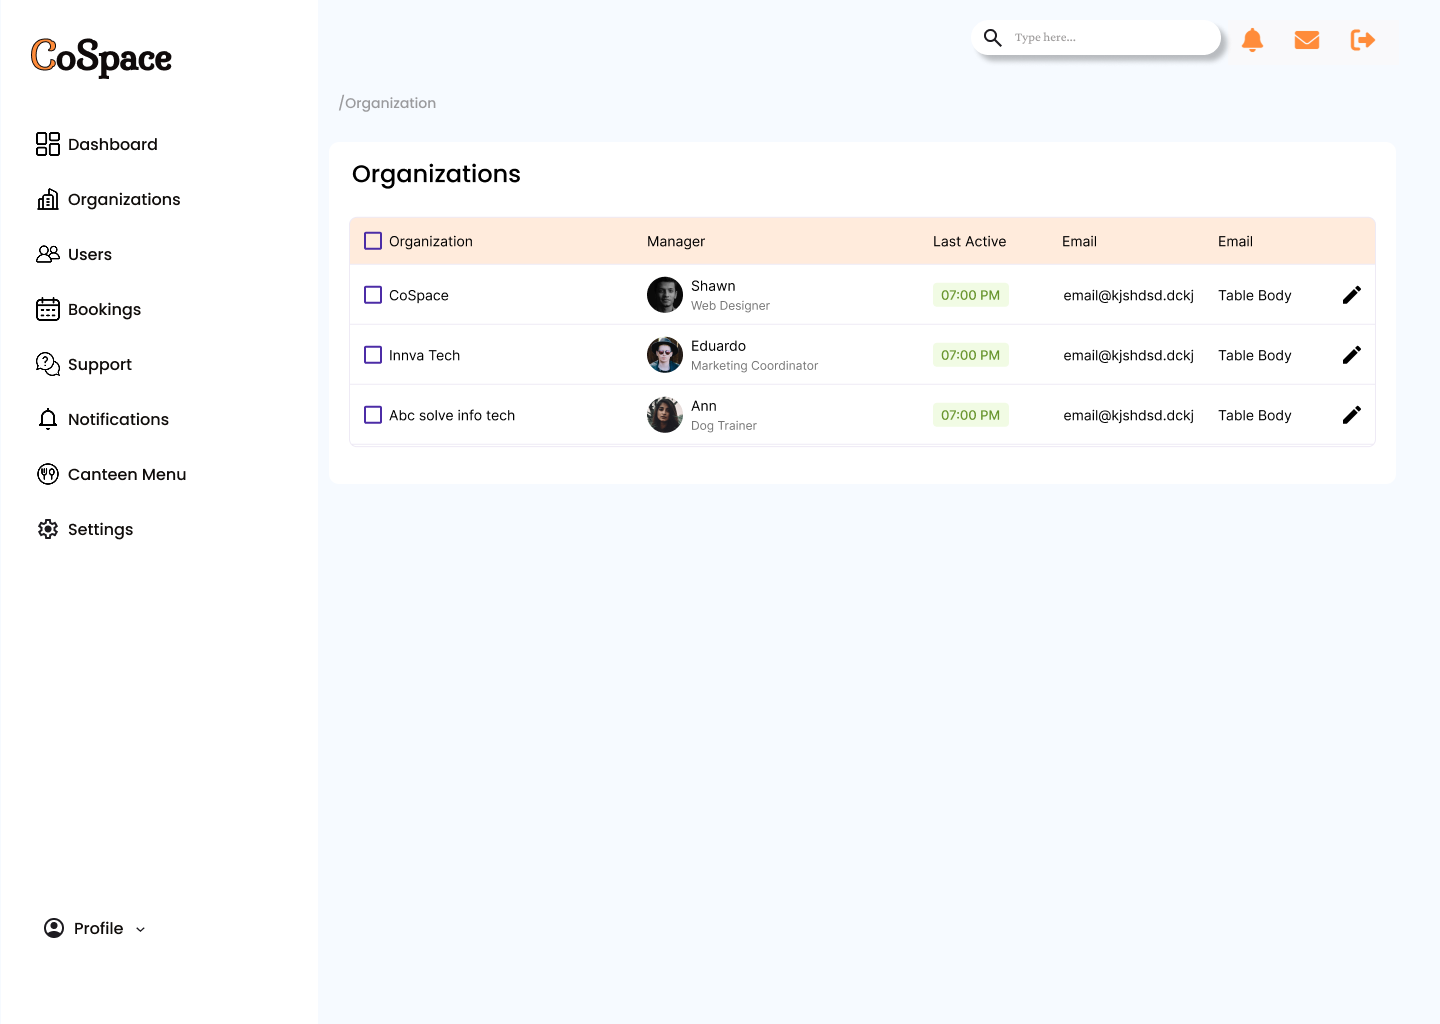 CoSpace
Type here...
/Organization
Dashboard
Organizations
Users
Bookings
Support
Notifications
Canteen Menu
Settings
Profile
Organizations
Organization Manager Last Active Email Email
CoSpace Shawn Web Designer 07:00 PM email@kjshdsd.dckj Table Body
Innva Tech Eduardo Marketing Coordinator 07:00 PM email@kjshdsd.dckj Table Body
Abc solve info tech Ann Dog Trainer 07:00 PM email@kjshdsd.dckj Table Body